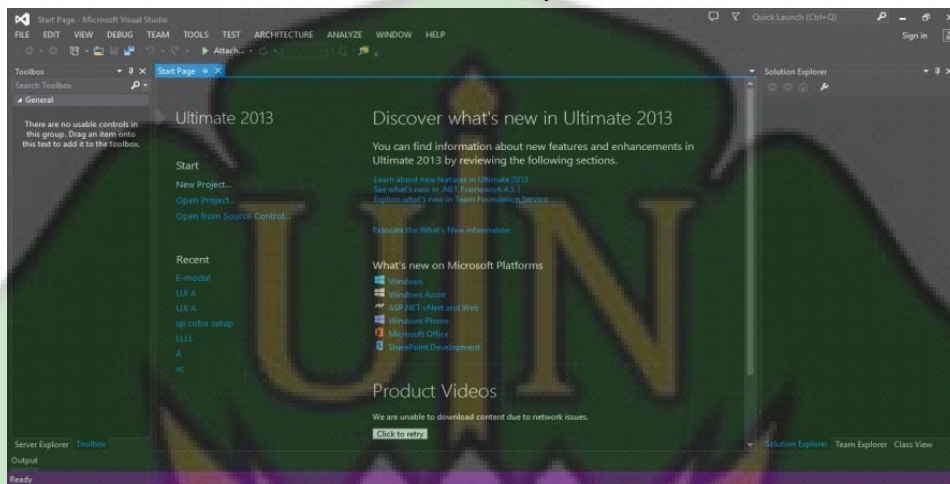 Start Page - Microsoft Visual Studio
Quick Launch (Ctrl+Q)
FILE EDIT VIEW DEBUG TEAM TOOLS TEST ARCHITECTURE ANALYZE WINDOW HELP
Sign in
Attach...
Toolbox
Start Page
Solution Explorer
Search Toolbox
General
There are no usable controls in
this group. Drag an item onto
this text to add it to the toolbox.
Ultimate 2013
Start
New Project...
Open Project...
Open from Source Control...
Recent
E-modul
UJI A
UJI A
uji coba setup
LLLL
A
xc
Discover what's new in Ultimate 2013
You can find information about new features and enhancements in
Ultimate 2013 by reviewing the following sections.
Learn about new features in Ultimate 2013
See what's new in .NET Framework 4.5.1
Explore what's new in Team Foundation Service
Relocate the What's New information
What's new on Microsoft Platforms
Windows
Windows Azure
ASP.NET vNext and Web
Windows Phone
Microsoft Office
SharePoint Development
Product Videos
We are unable to download content due to network issues.
Click to retry
UIN
Server Explorer Toolbox
Solution Explorer Team Explorer Class View
Output
Ready